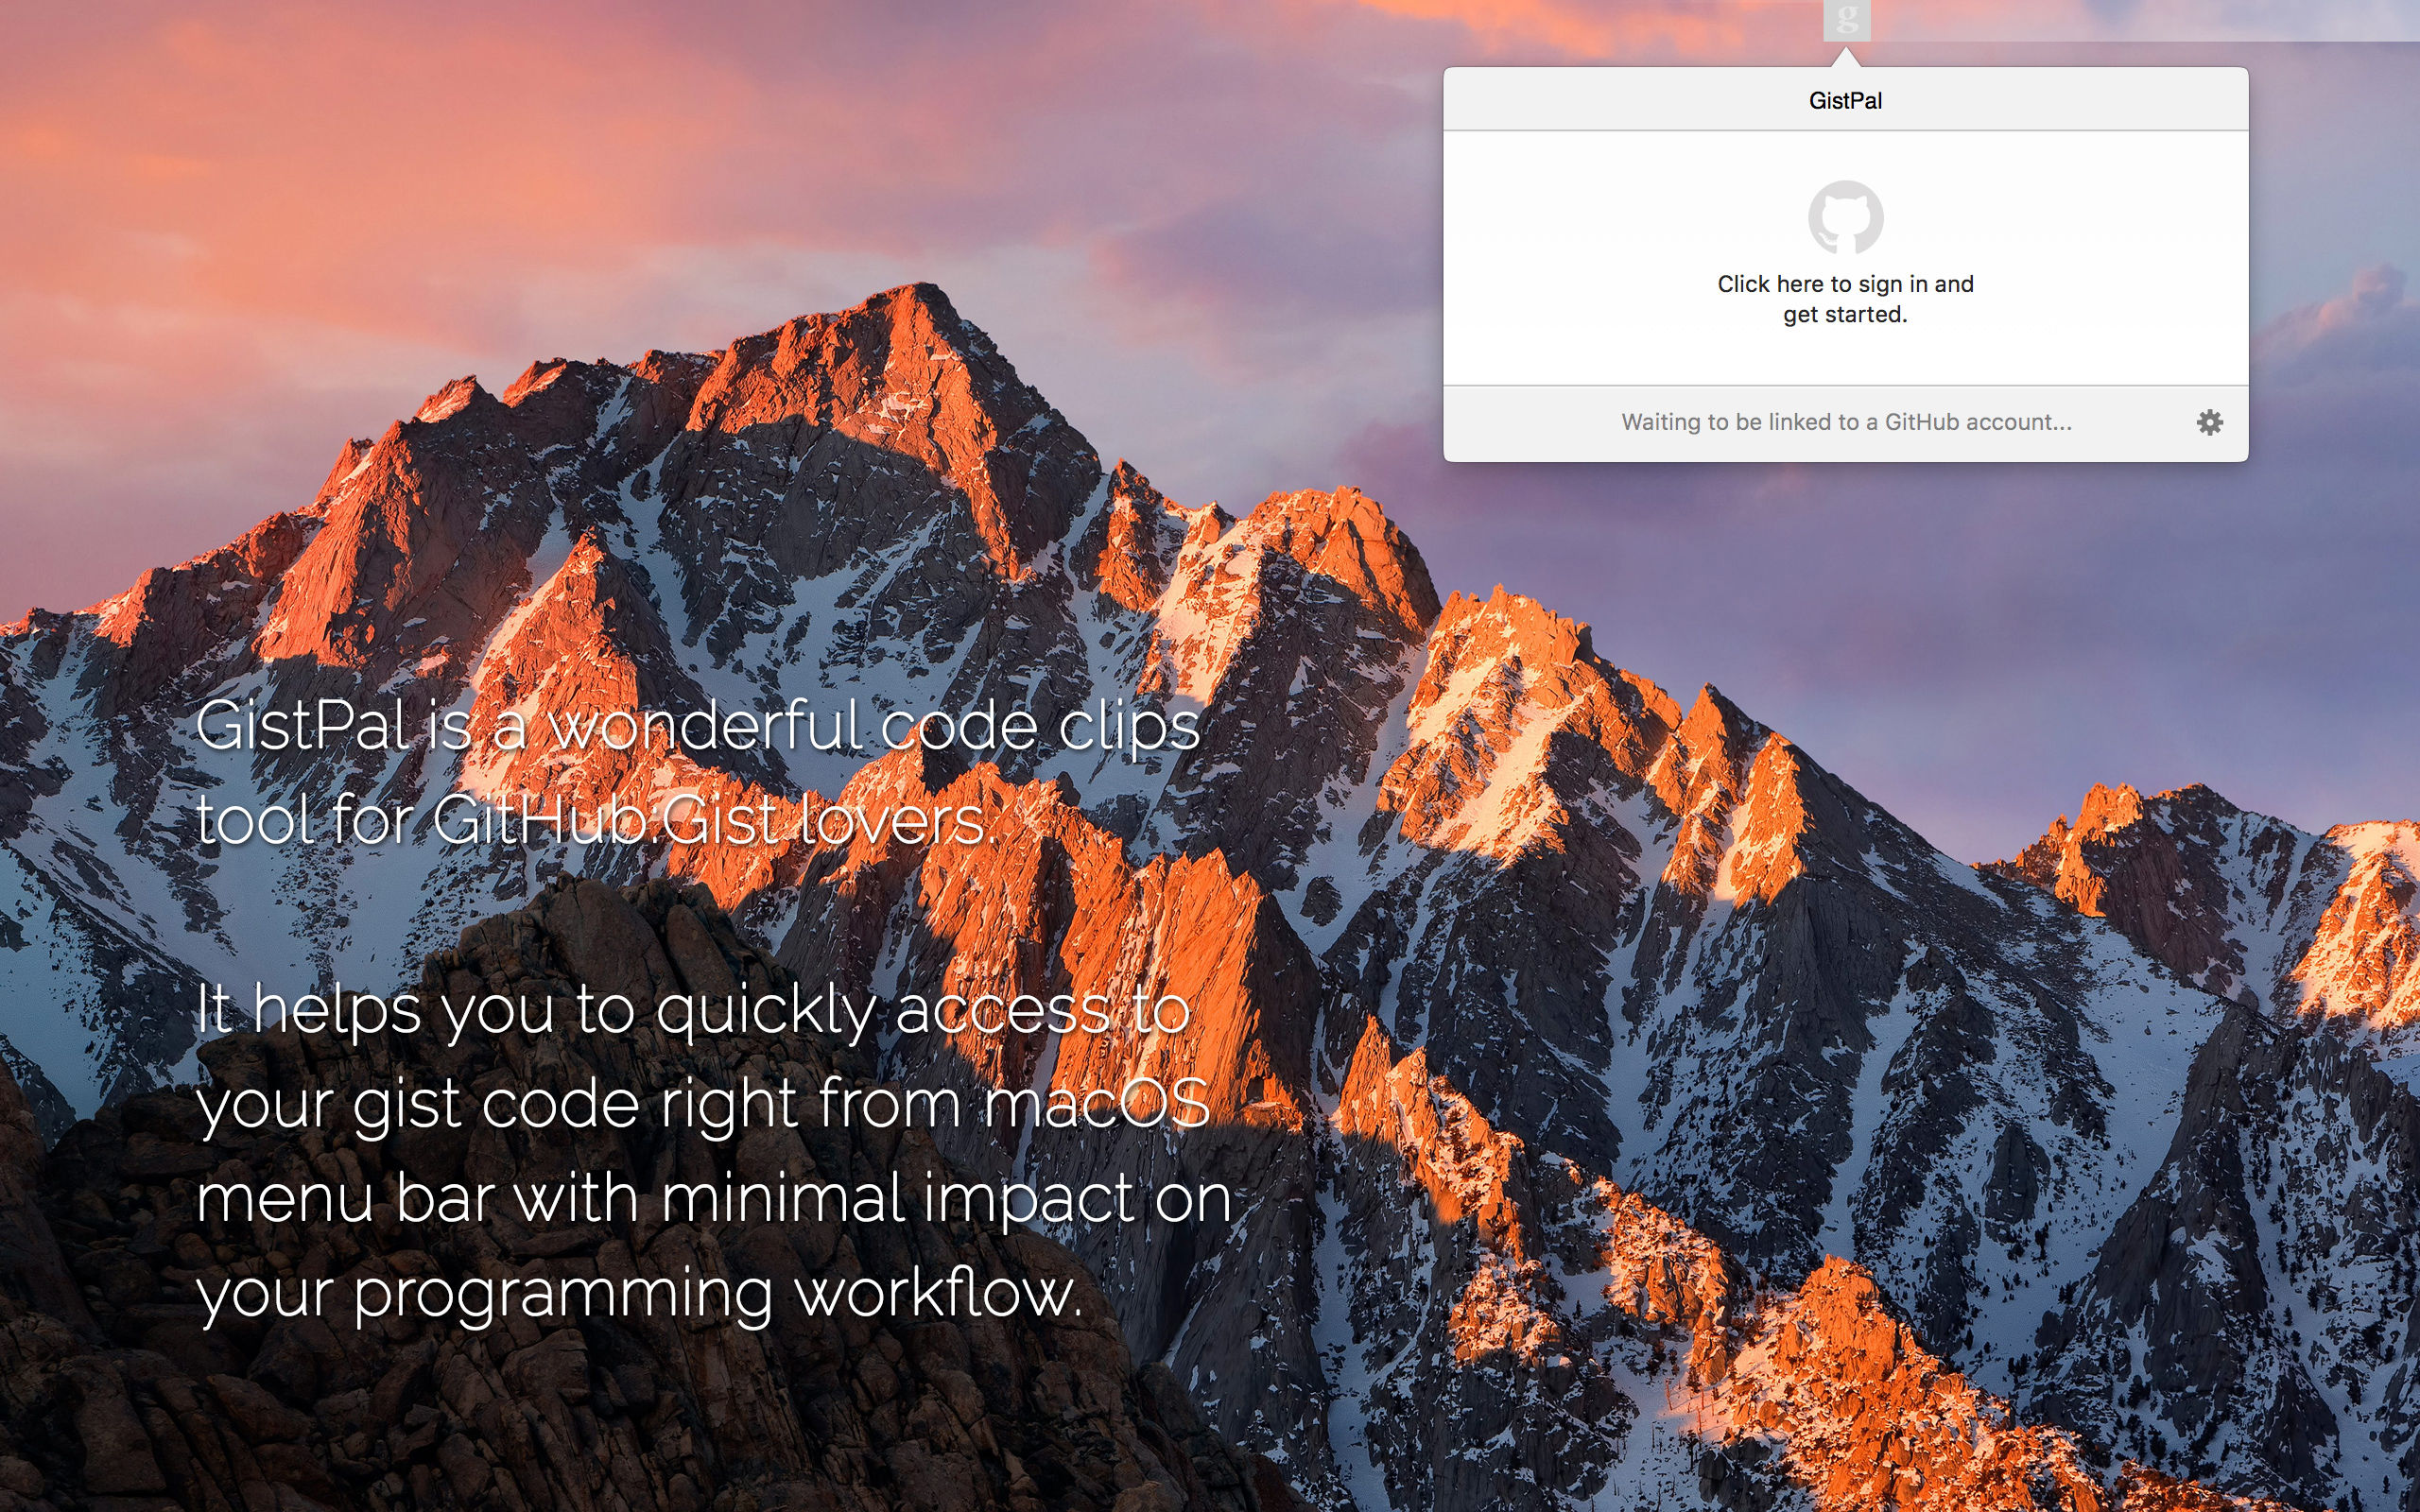 g
GistPal
Click here to sign in and
get started.
Waiting to be linked to a GitHub account...
GistPal is a wonderful code clips
tool for GitHub:Gist lovers.
It helps you to quickly access to
your gist code right from macOS
menu bar with minimal impact on
your programming workflow.